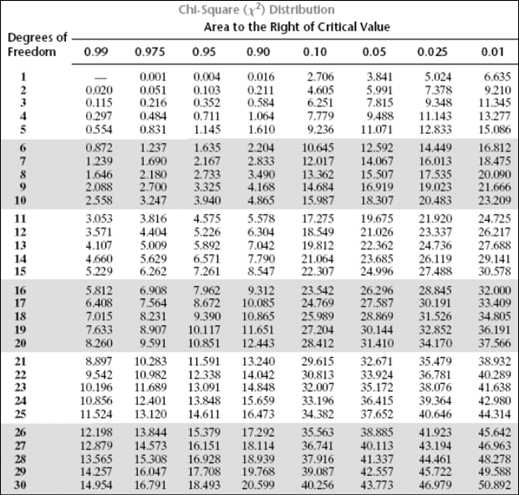 Chi-Square (χ²) Distribution
Area to the Right of Critical Value
Degrees of
Freedom 0.99 0.975 0.95 0.90 0.10 0.05 0.025 0.01
1 — 0.001 0.004 0.016 2.706 3.841 5.024 6.635
2 0.020 0.051 0.103 0.211 4.605 5.991 7.378 9.210
3 0.115 0.216 0.352 0.584 6.251 7.815 9.348 11.345
4 0.297 0.484 0.711 1.064 7.779 9.488 11.143 13.277
5 0.554 0.831 1.145 1.610 9.236 11.071 12.833 15.086
6 0.872 1.237 1.635 2.204 10.645 12.592 14.449 16.812
7 1.239 1.690 2.167 2.833 12.017 14.067 16.013 18.475
8 1.646 2.180 2.733 3.490 13.362 15.507 17.535 20.090
9 2.088 2.700 3.325 4.168 14.684 16.919 19.023 21.666
10 2.558 3.247 3.940 4.865 15.987 18.307 20.483 23.209
11 3.053 3.816 4.575 5.578 17.275 19.675 21.920 24.725
12 3.571 4.404 5.226 6.304 18.549 21.026 23.337 26.217
13 4.107 5.009 5.892 7.042 19.812 22.362 24.736 27.688
14 4.660 5.629 6.571 7.790 21.064 23.685 26.119 29.141
15 5.229 6.262 7.261 8.547 22.307 24.996 27.488 30.578
16 5.812 6.908 7.962 9.312 23.542 26.296 28.845 32.000
17 6.408 7.564 8.672 10.085 24.769 27.587 30.191 33.409
18 7.015 8.231 9.390 10.865 25.989 28.869 31.526 34.805
19 7.633 8.907 10.117 11.651 27.204 30.144 32.852 36.191
20 8.260 9.591 10.851 12.443 28.412 31.410 34.170 37.566
21 8.897 10.283 11.591 13.240 29.615 32.671 35.479 38.932
22 9.542 10.982 12.338 14.042 30.813 33.924 36.781 40.289
23 10.196 11.689 13.091 14.848 32.007 35.172 38.076 41.638
24 10.856 12.401 13.848 15.659 33.196 36.415 39.364 42.980
25 11.524 13.120 14.611 16.473 34.382 37.652 40.646 44.314
26 12.198 13.844 15.379 17.292 35.563 38.885 41.923 45.642
27 12.879 14.573 16.151 18.114 36.741 40.113 43.194 46.963
28 13.565 15.308 16.928 18.939 37.916 41.337 44.461 48.278
29 14.257 16.047 17.708 19.768 39.087 42.557 45.722 49.588
30 14.954 16.791 18.493 20.599 40.256 43.773 46.979 50.892